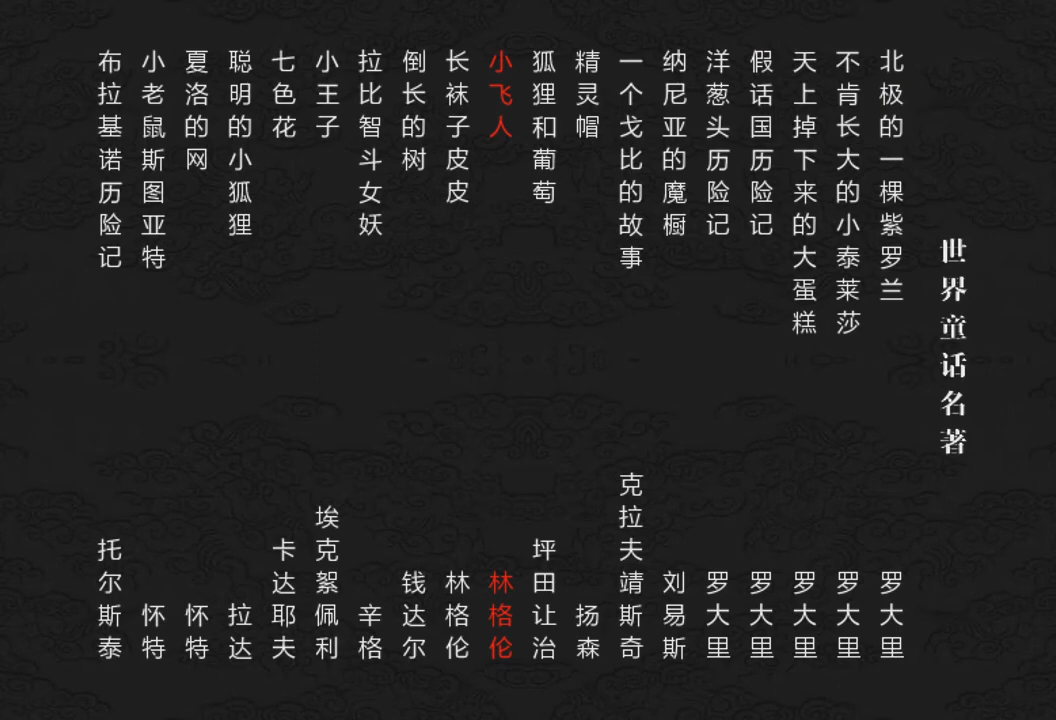 世界童话名著
北极的一棵紫罗兰
罗大里
不肯长大的小泰莱莎
罗大里
天上掉下来的大蛋糕
罗大里
假话国历险记
罗大里
洋葱头历险记
罗大里
纳尼亚的魔橱
刘易斯
一个戈比的故事
克拉夫靖斯奇
精灵帽
扬森
狐狸和葡萄
坪田让治
小飞人
林格伦
长袜子皮皮
林格伦
倒长的树
钱达尔
拉比智斗女妖
辛格
小王子
埃克絮佩利
七色花
卡达耶夫
聪明的小狐狸
拉达
夏洛的网
怀特
小老鼠斯图亚特
怀特
布拉基诺历险记
托尔斯泰